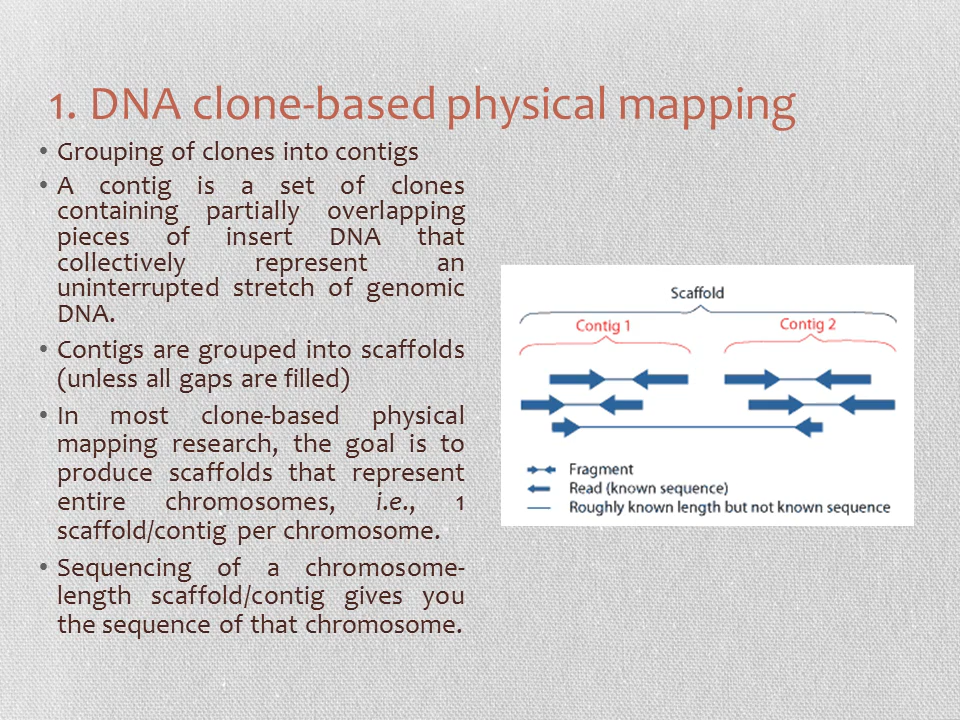 1. DNA clone-based physical mapping
• Grouping of clones into contigs
• A contig is a set of clones
containing partially overlapping
pieces of insert DNA that
collectively represent an
uninterrupted stretch of genomic
DNA.
• Contigs are grouped into scaffolds
(unless all gaps are filled)
• In most clone-based physical
mapping research, the goal is to
produce scaffolds that represent
entire chromosomes, i.e., 1
scaffold/contig per chromosome.
• Sequencing of a chromosome-
length scaffold/contig gives you
the sequence of that chromosome.
Scaffold
Contig 1
Contig 2
Fragment
Read (known sequence)
Roughly known length but not known sequence